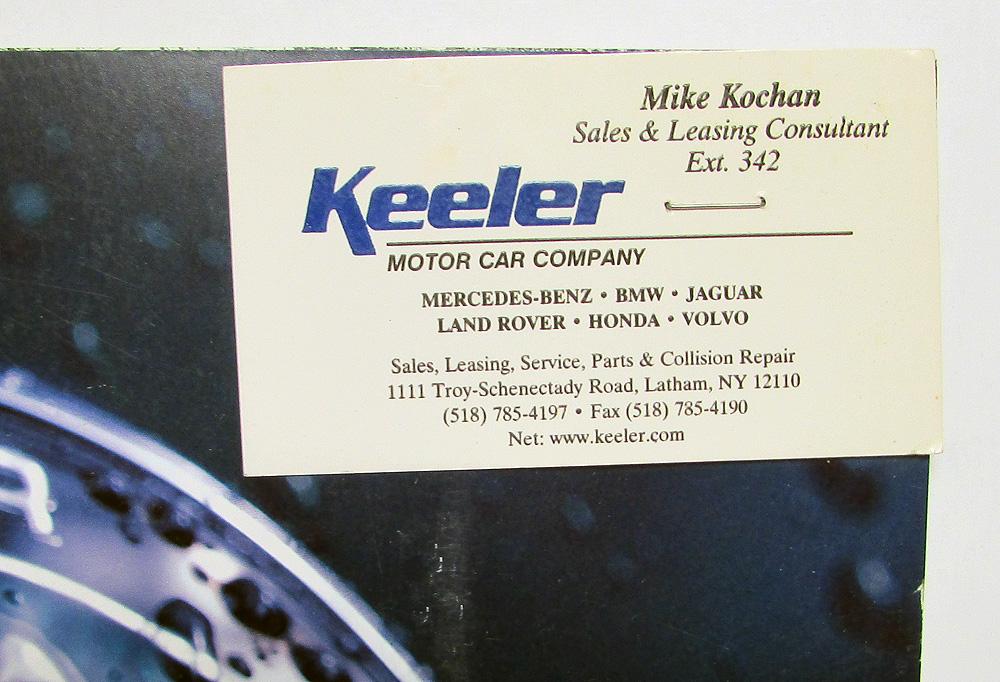 Mike Kochan
Sales & Leasing Consultant
Ext. 342
Keeler
MOTOR CAR COMPANY
MERCEDES-BENZ • BMW • JAGUAR
LAND ROVER • HONDA • VOLVO
Sales, Leasing, Service, Parts & Collision Repair
1111 Troy-Schenectady Road, Latham, NY 12110
(518) 785-4197 • Fax (518) 785-4190
Net: www.keeler.com